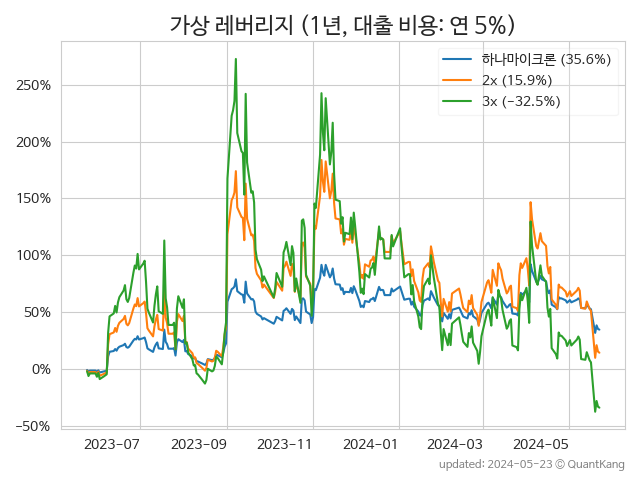 가상 레버리지 (1년, 대출 비용: 연 5%)
하나마이크론 (35.6%)
2x (15.9%)
3x (−32.5%)
250%
200%
150%
100%
50%
0%
−50%
2023-07
2023-09
2023-11
2024-01
2024-03
2024-05
updated: 2024-05-23 ⓒ QuantKang